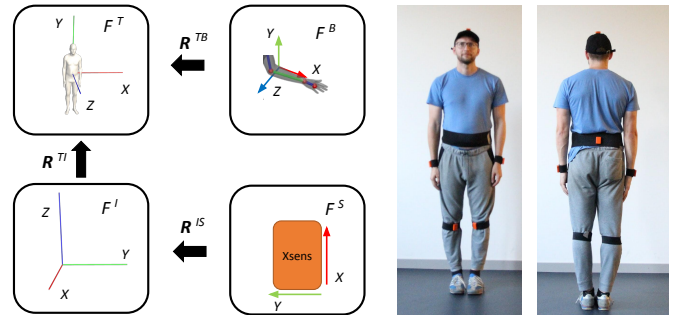 Y F^T
X
Z
R^TB
Y F^B
X
Z
R^TI
Z F^I
Y
X
R^IS
F^S
Xsens
X
Y